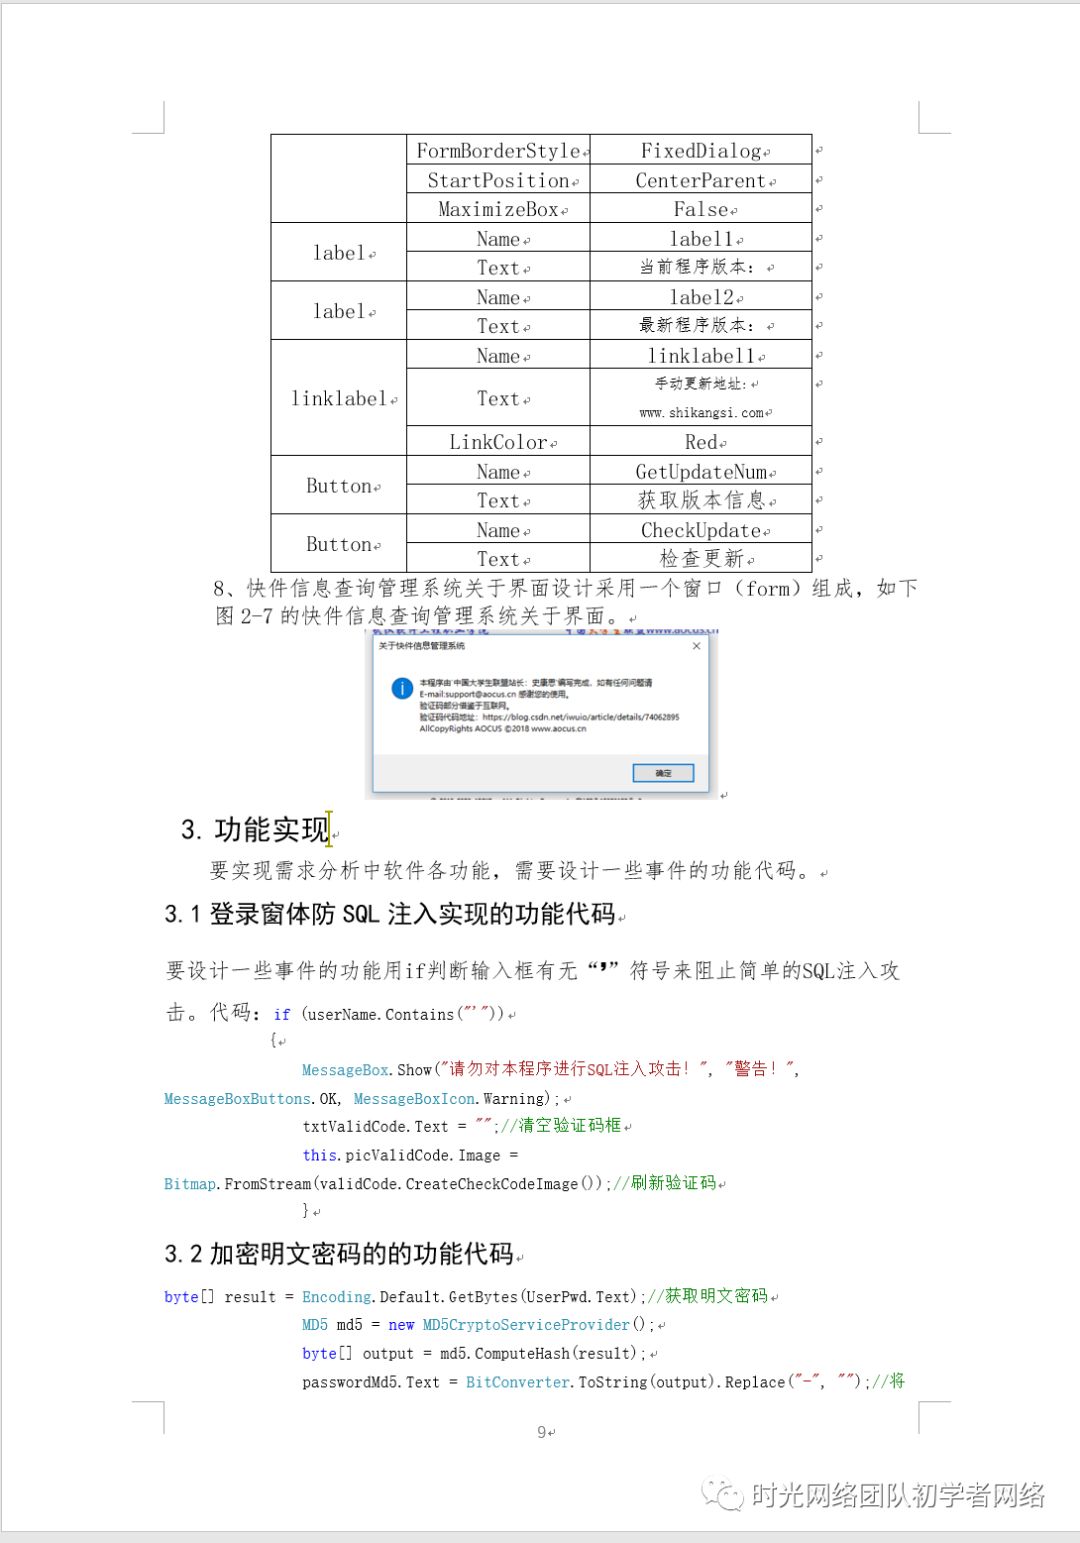 FormBorderStyle FixedDialog
StartPosition CenterParent
MaximizeBox False
label Name label1
Text 当前程序版本：
label Name label2
Text 最新程序版本：
linklabel Name linklabel1
Text 手动更新地址:
www.shikangsi.com
LinkColor Red
Button Name GetUpdateNum
Text 获取版本信息
Button Name CheckUpdate
Text 检查更新
8、快件信息查询管理系统关于界面设计采用一个窗口（form）组成，如下
图 2-7 的快件信息查询管理系统关于界面。
关于快件信息管理系统
本程序由'中国大学生联盟站长：史康思'编写完成，如有任何问题请
E-mail:support@aocus.cn 感谢您的使用。
验证码部分借鉴于互联网。
验证码代码地址：https://blog.csdn.net/iwuio/article/details/74062895
AllCopyRights AOCUS ©2018 www.aocus.cn
确定
3. 功能实现
要实现需求分析中软件各功能，需要设计一些事件的功能代码。
3.1 登录窗体防 SQL 注入实现的功能代码
要设计一些事件的功能用if判断输入框有无“'”符号来阻止简单的SQL注入攻
击。代码：if (userName.Contains("'"))
{
MessageBox.Show("请勿对本程序进行SQL注入攻击！", "警告！",
MessageBoxButtons.OK, MessageBoxIcon.Warning);
txtValidCode.Text = "";//清空验证码框
this.picValidCode.Image =
Bitmap.FromStream(validCode.CreateCheckCodeImage());//刷新验证码
}
3.2 加密明文密码的的功能代码
byte[] result = Encoding.Default.GetBytes(UserPwd.Text);//获取明文密码
MD5 md5 = new MD5CryptoServiceProvider();
byte[] output = md5.ComputeHash(result);
passwordMd5.Text = BitConverter.ToString(output).Replace("-", "");//将
9
时光网络团队初学者网络